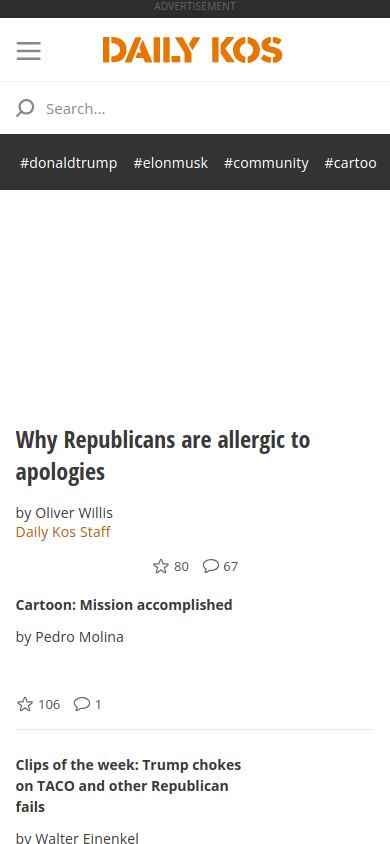 ADVERTISEMENT
DAILY KOS
Search...
#donaldtrump #elonmusk #community #cartoo
Why Republicans are allergic to
apologies
by Oliver Willis
Daily Kos Staff
80 67
Cartoon: Mission accomplished
by Pedro Molina
106 1
Clips of the week: Trump chokes
on TACO and other Republican
fails
by Walter Einenkel